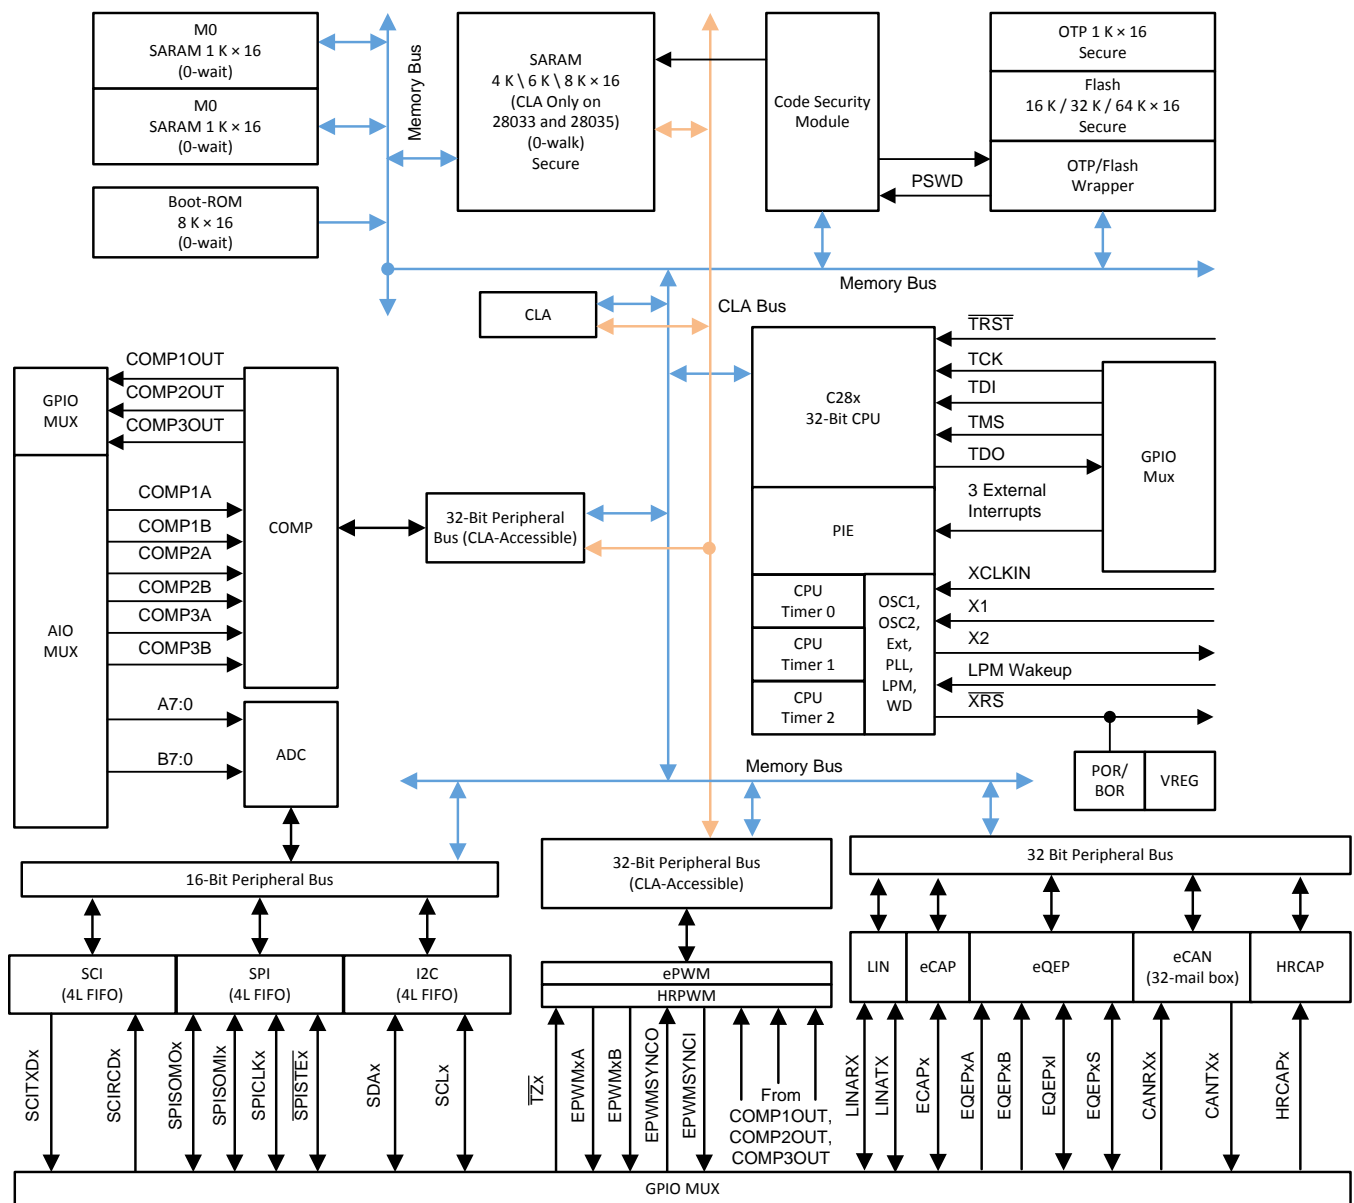 M0
SARAM 1 K × 16
(0-wait)
M0
SARAM 1 K × 16
(0-wait)
Boot-ROM
8 K × 16
(0-wait)
Memory Bus
SARAM
4 K \ 6 K \ 8 K × 16
(CLA Only on
28033 and 28035)
(0-walk)
Secure
Code Security
Module
PSWD
OTP 1 K × 16
Secure
Flash
16 K / 32 K / 64 K × 16
Secure
OTP/Flash
Wrapper
Memory Bus
CLA
CLA Bus
GPIO
MUX
COMP1OUT
COMP2OUT
COMP3OUT
AIO
MUX
COMP1A
COMP1B
COMP2A
COMP2B
COMP3A
COMP3B
A7:0
B7:0
COMP
ADC
32-Bit Peripheral
Bus (CLA-Accessible)
C28x
32-Bit CPU
PIE
CPU
Timer 0
CPU
Timer 1
CPU
Timer 2
OSC1,
OSC2,
Ext,
PLL,
LPM,
WD
TRST
TCK
TDI
TMS
TDO
3 External
Interrupts
GPIO
Mux
XCLKIN
X1
X2
LPM Wakeup
XRS
POR/
BOR
VREG
Memory Bus
16-Bit Peripheral Bus
32-Bit Peripheral Bus
(CLA-Accessible)
32 Bit Peripheral Bus
SCI
(4L FIFO)
SPI
(4L FIFO)
I2C
(4L FIFO)
ePWM
HRPWM
LIN
eCAP
eQEP
eCAN
(32-mail box)
HRCAP
SCITXDx
SCIRCDx
SPISOMOx
SPISOMIx
SPICLKx
SPISTEx
SDAx
SCLx
TZx
EPWMxA
EPWMxB
EPWMSYNCO
EPWMSYNCI
From
COMP1OUT,
COMP2OUT,
COMP3OUT
LINARX
LINATX
ECAPx
EQEPxA
EQEPxB
EQEPxI
EQEPxS
CANRXx
CANTXx
HRCAPx
GPIO MUX